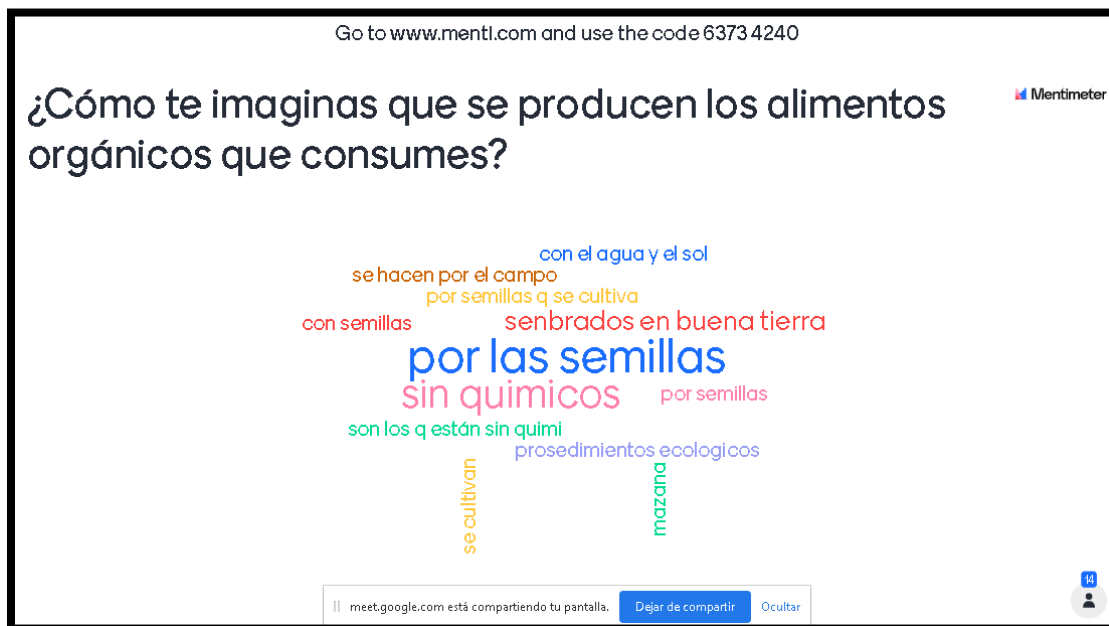 Go to www.menti.com and use the code 6373 4240
¿Cómo te imaginas que se producen los alimentos
orgánicos que consumes?
Mentimeter
con el agua y el sol
se hacen por el campo
por semillas q se cultiva
con semillas
senbrados en buena tierra
por las semillas
sin quimicos
por semillas
son los q están sin quimi
prosedimientos ecologicos
se cultivan
mazana
14
meet.google.com está compartiendo tu pantalla.
Dejar de compartir
Ocultar